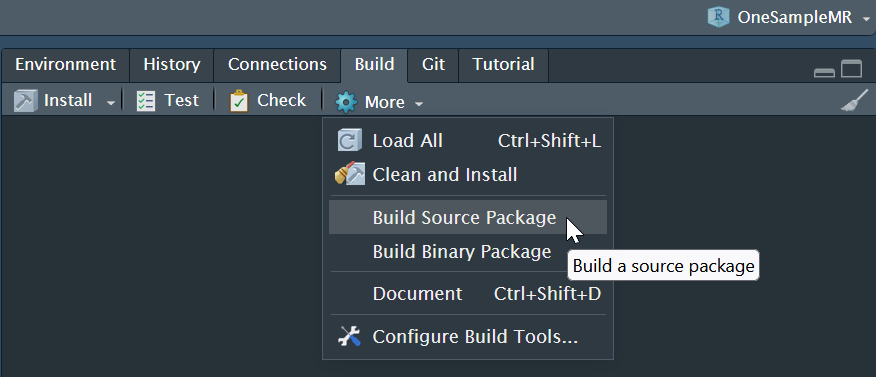 OneSampleMR
Environment History Connections Build Git Tutorial
Install Test Check More
Load All Ctrl+Shift+L
Clean and Install
Build Source Package
Build Binary Package
Build a source package
Document Ctrl+Shift+D
Configure Build Tools...